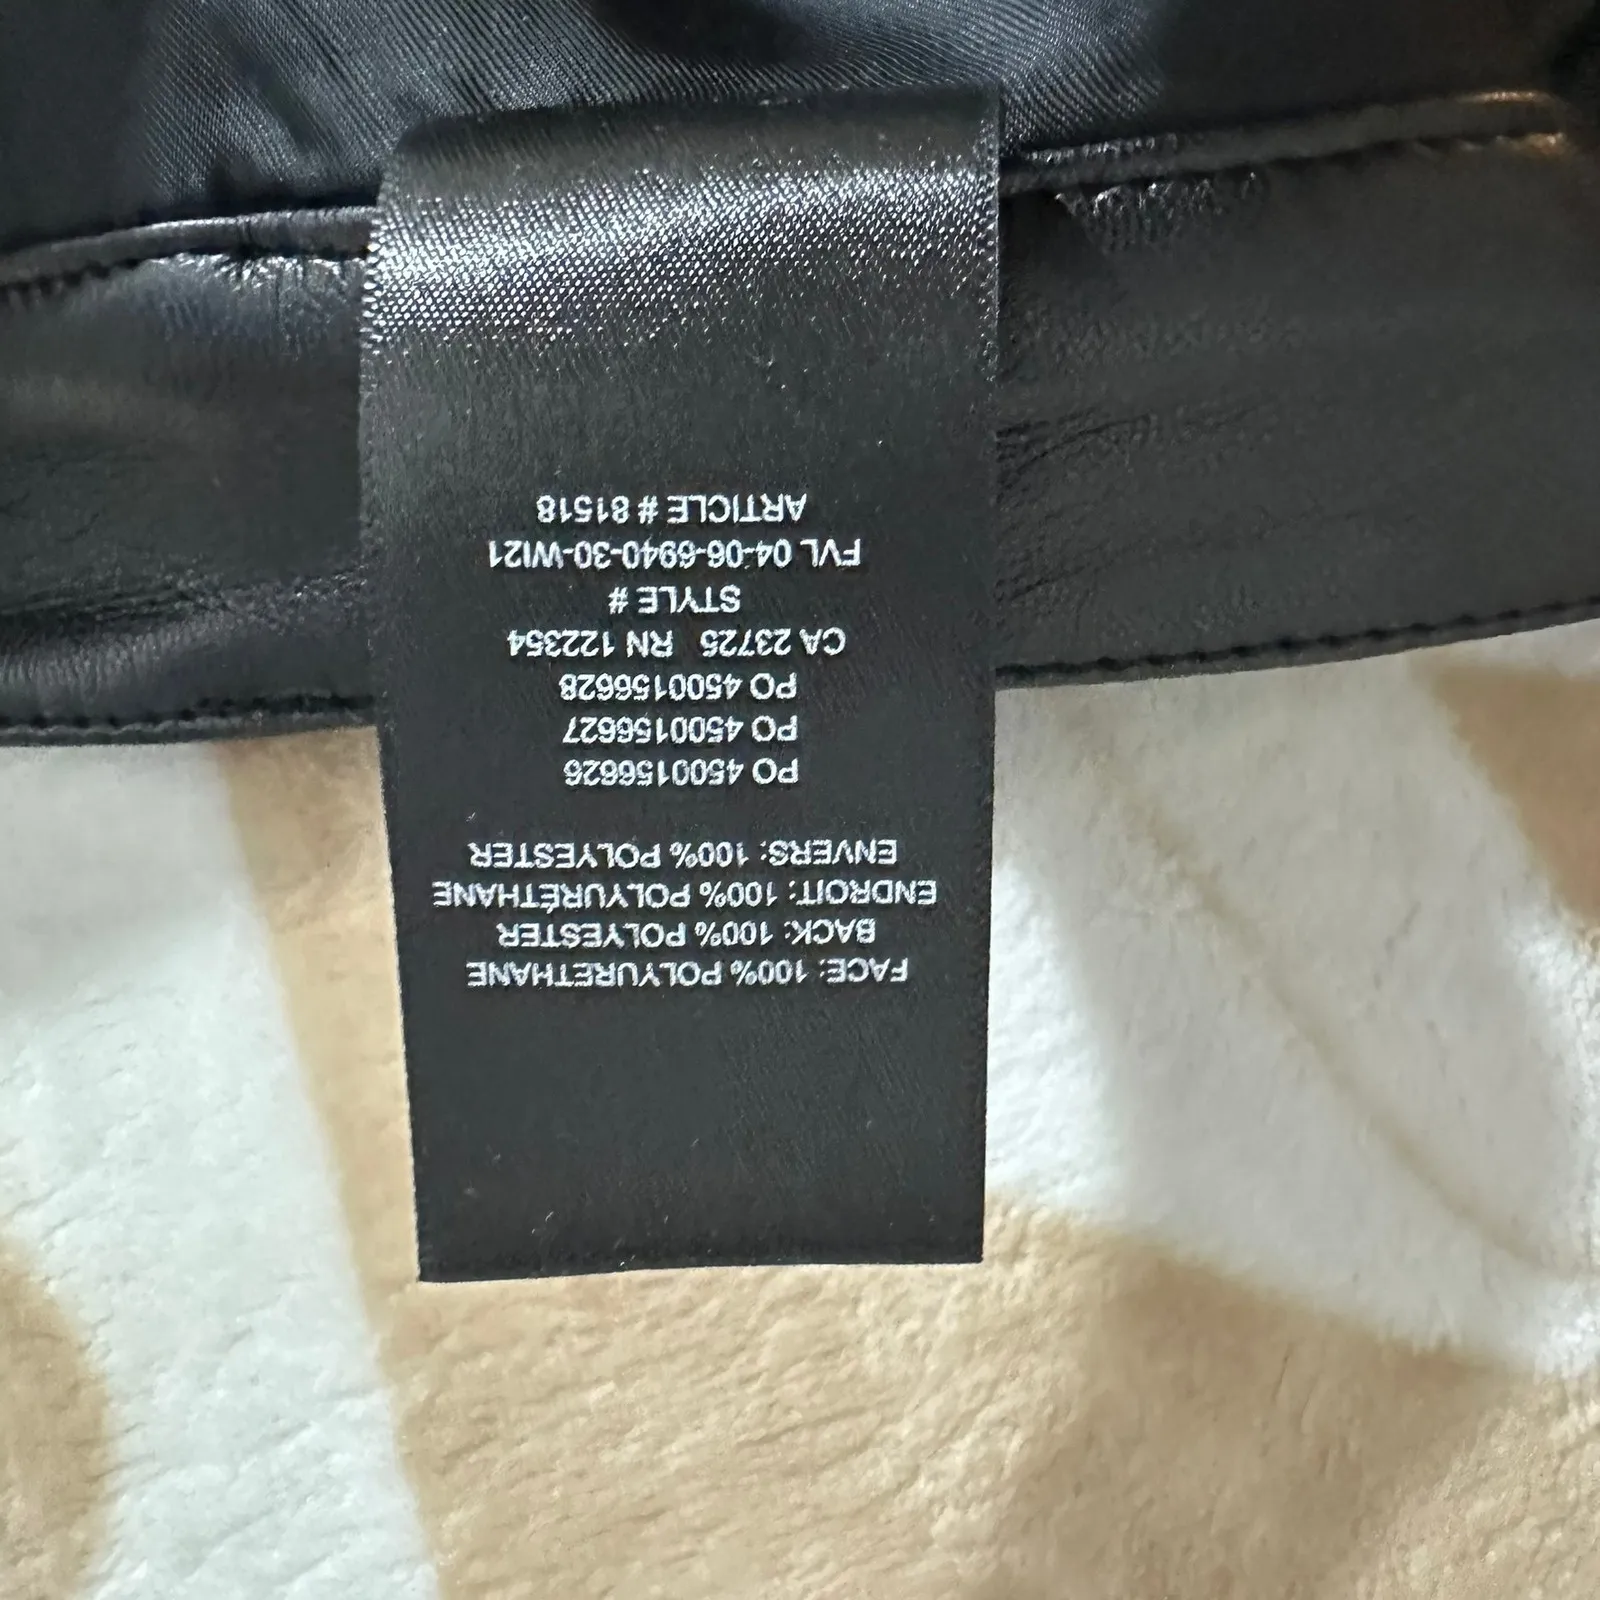 FACE: 100% POLYURETHANE
BACK: 100% POLYESTER
ENDROIT: 100% POLYURÉTHANE
ENVERS: 100% POLYESTER
PO 4500156626
PO 4500156627
PO 4500156628
CA 23725 RN 122354
STYLE #
FVL 04-06-6940-30-WI21
ARTICLE # 81518